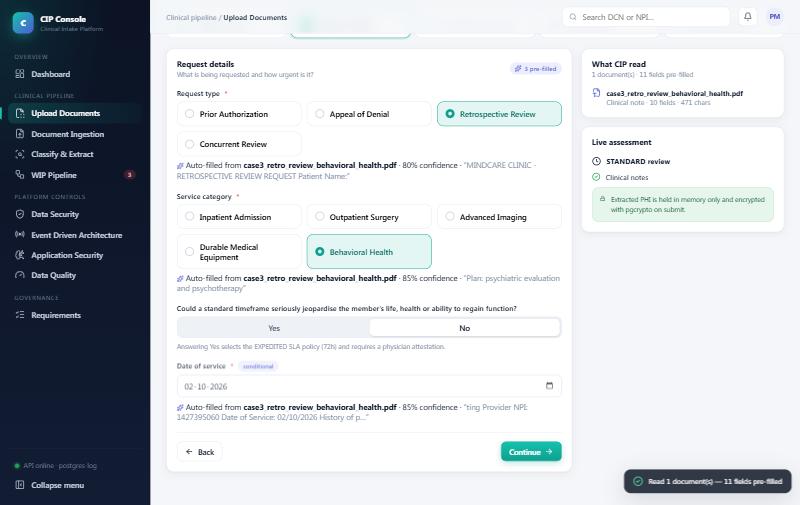 CIP Console
Clinical Intake Platform
OVERVIEW
Dashboard
CLINICAL PIPELINE
Upload Documents
Document Ingestion
Classify & Extract
WIP Pipeline
3
PLATFORM CONTROLS
Data Security
Event Driven Architecture
Application Security
Data Quality
GOVERNANCE
Requirements
API online · postgres log
Collapse menu
Clinical pipeline / Upload Documents
Search DCN or NPI...
PM
Request details
What is being requested and how urgent is it?
3 pre-filled
Request type *
Prior Authorization
Appeal of Denial
Retrospective Review
Concurrent Review
Auto-filled from case3_retro_review_behavioral_health.pdf · 80% confidence · "MINDCARE CLINIC -
RETROSPECTIVE REVIEW REQUEST Patient Name:"
Service category *
Inpatient Admission
Outpatient Surgery
Advanced Imaging
Durable Medical
Equipment
Behavioral Health
Auto-filled from case3_retro_review_behavioral_health.pdf · 85% confidence · "Plan: psychiatric evaluation
and psychotherapy"
Could a standard timeframe seriously jeopardise the member's life, health or ability to regain function?
Yes
No
Answering Yes selects the EXPEDITED SLA policy (72h) and requires a physician attestation.
Date of service * conditional
02-10-2026
Auto-filled from case3_retro_review_behavioral_health.pdf · 85% confidence · "ting Provider NPI:
1427395060 Date of Service: 02/10/2026 History of p..."
Back
Continue
What CIP read
1 document(s) · 11 fields pre-filled
case3_retro_review_behavioral_health.pdf
Clinical note · 10 fields · 471 chars
Live assessment
STANDARD review
Clinical notes
Extracted PHI is held in memory only and encrypted
with pgcrypto on submit.
Read 1 document(s) — 11 fields pre-filled